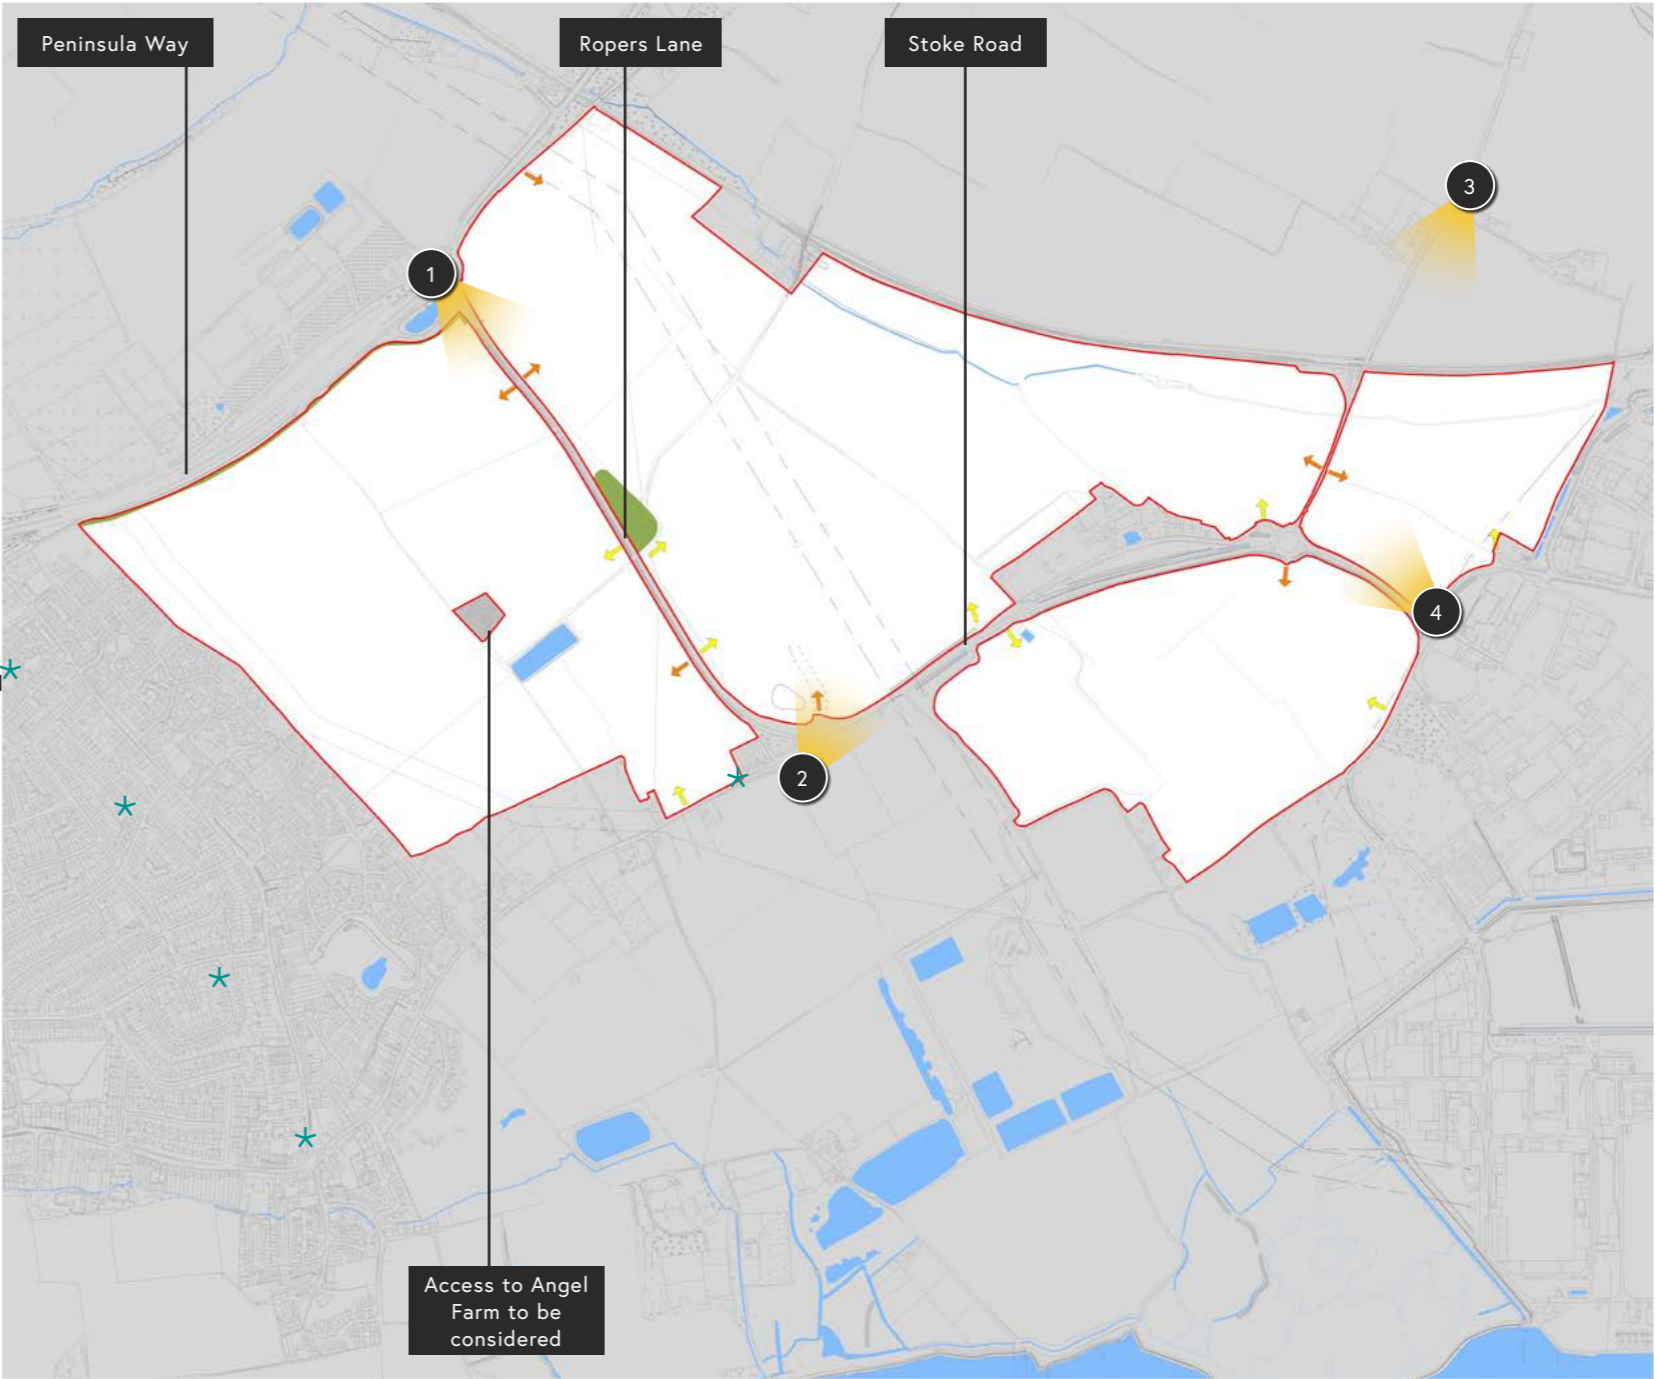 Peninsula Way
Ropers Lane
Stoke Road
3
1
4
2
Access to Angel
Farm to be
considered